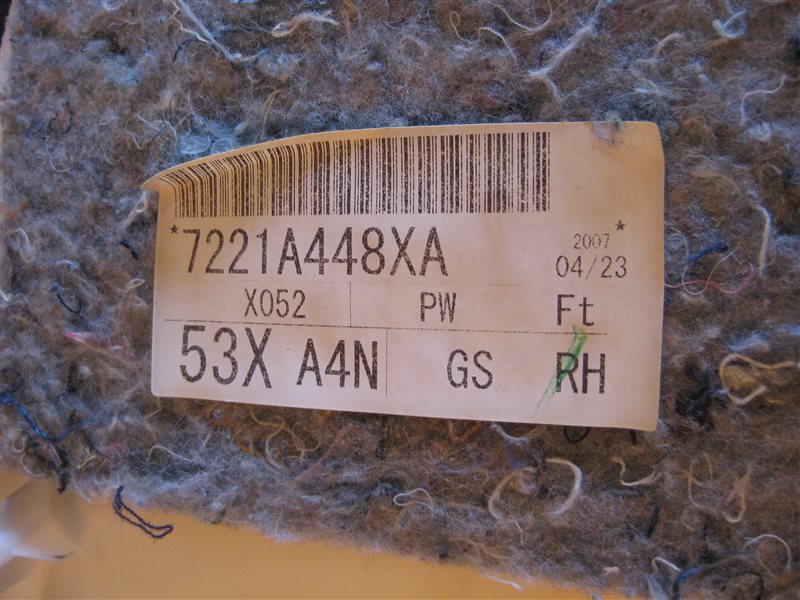 *7221A448XA 2007*
04/23
X052 PW Ft
53X A4N GS RH